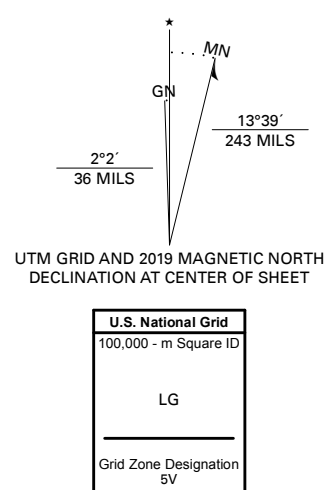 ★
MN
GN
13°39´
243 MILS
2°2´
36 MILS
UTM GRID AND 2019 MAGNETIC NORTH
DECLINATION AT CENTER OF SHEET
U.S. National Grid
100,000 - m Square ID
LG
Grid Zone Designation
5V